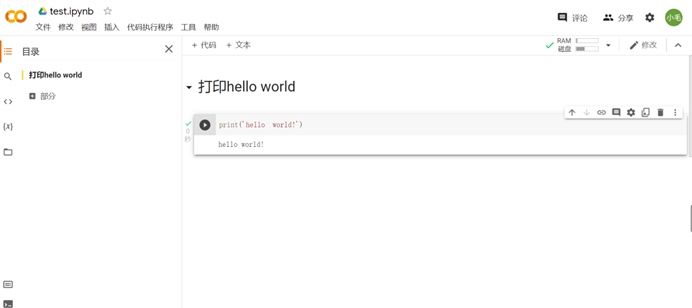 test.ipynb
文件 修改 视图 插入 代码执行程序 工具 帮助
评论 分享 小毛
目录
+ 代码 + 文本
RAM
磁盘
修改
打印hello world
部分
{x}
打印hello world
0
秒
print('hello world!')
hello world!